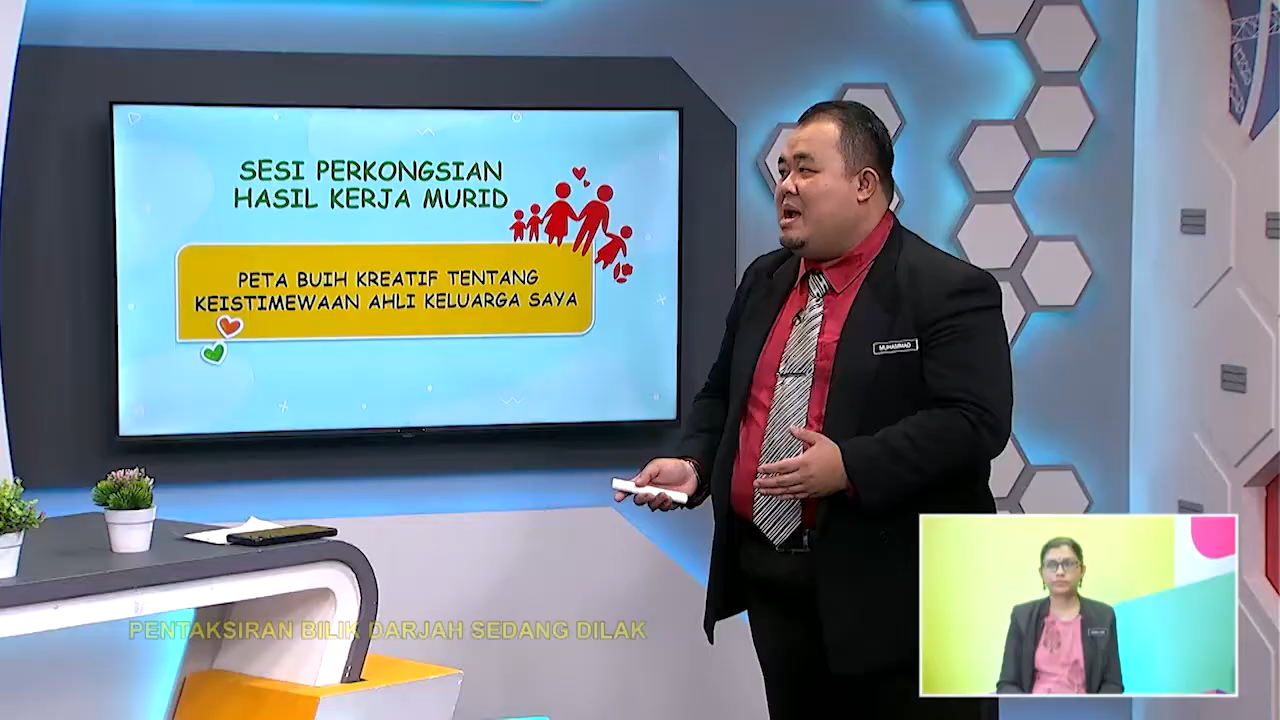 SESI PERKONGSIAN
HASIL KERJA MURID
PETA BUIH KREATIF TENTANG
KEISTIMEWAAN AHLI KELUARGA SAYA
MUHAMMAD
PENTAKSIRAN BILIK DARJAH SEDANG DILAK